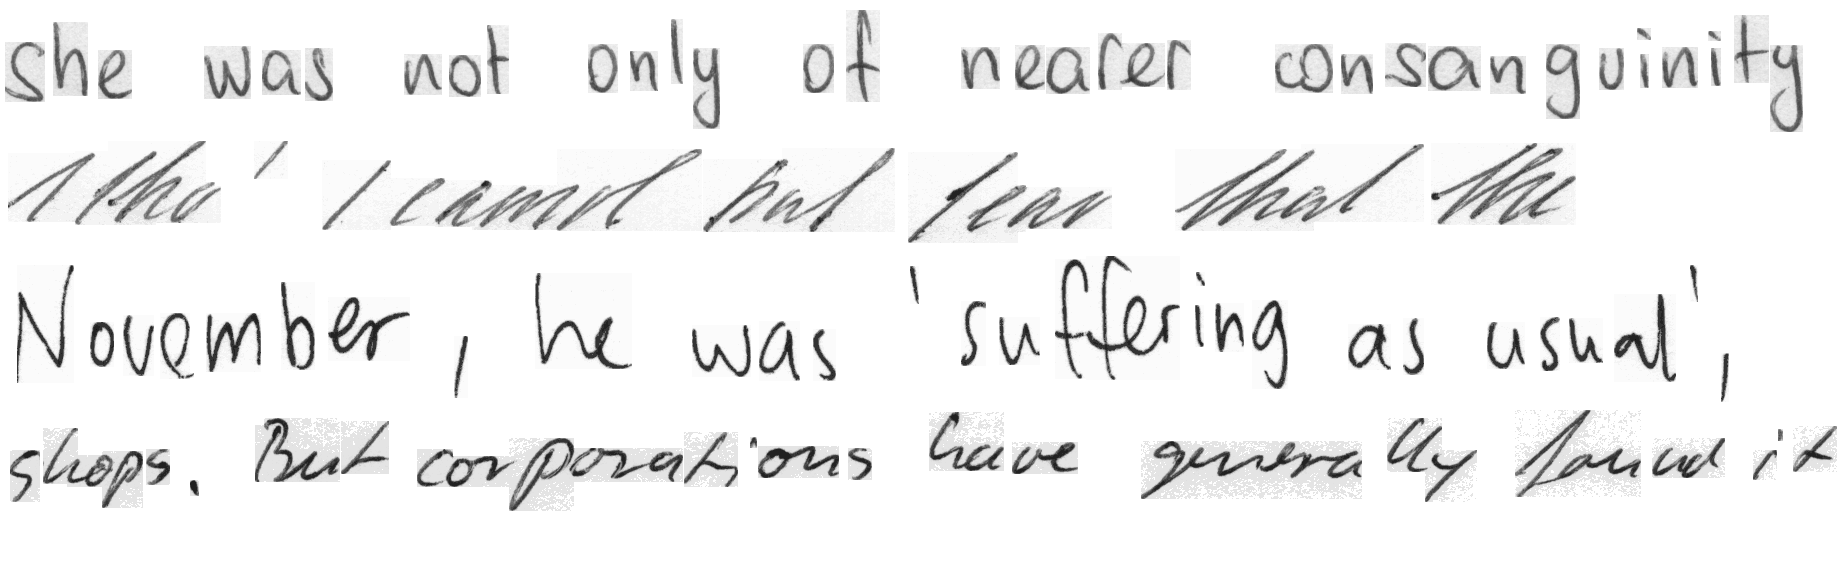 she was not only of nearer consanguinity
tho' I cannot but fear that the
November, he was 'suffering as usual',
shops. But corporations have generally found it